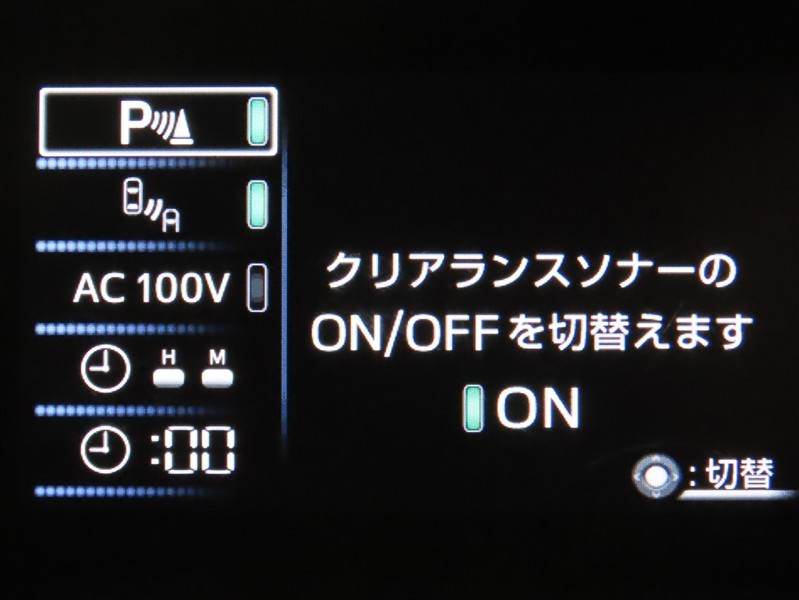 P
AC 100V
H M
:00
クリアランスソナーの
ON/OFFを切替えます
ON
:切替